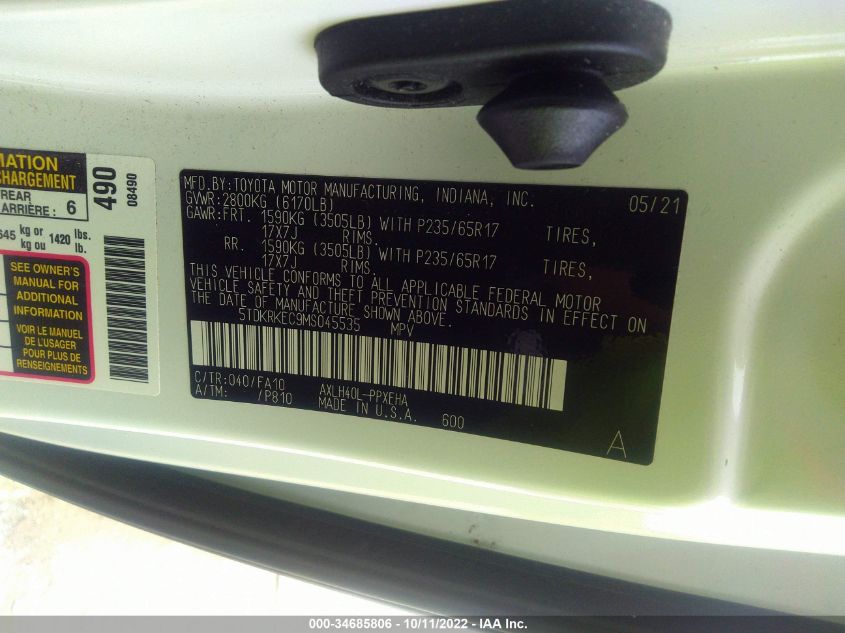 MATION
CHARGEMENT
REAR
ARRIÈRE: 6
645 kg or 1420 lbs.
kg ou lb.
SEE OWNER'S
MANUAL FOR
ADDITIONAL
INFORMATION
VOIR LE MANUEL
DE L'USAGER
POUR PLUS DE
RENSEIGNEMENTS
490
08490
MFD.BY:TOYOTA MOTOR MANUFACTURING, INDIANA, INC. 05/21
GVWR:2800KG (6170LB)
GAWR:FRT. 1590KG (3505LB) WITH P235/65R17 TIRES,
17X7J RIMS.
RR. 1590KG (3505LB) WITH P235/65R17 TIRES,
17X7J RIMS.
THIS VEHICLE CONFORMS TO ALL APPLICABLE FEDERAL MOTOR
VEHICLE SAFETY AND THEFT PREVENTION STANDARDS IN EFFECT ON
THE DATE OF MANUFACTURE SHOWN ABOVE.
5TDKRKEC9MS045535 MPV
C/TR:040/FA10 AXLH40L-PPXEHA
A/TM: /P810 MADE IN U.S.A. 600
A
000-34685806 - 10/11/2022 - IAA Inc.